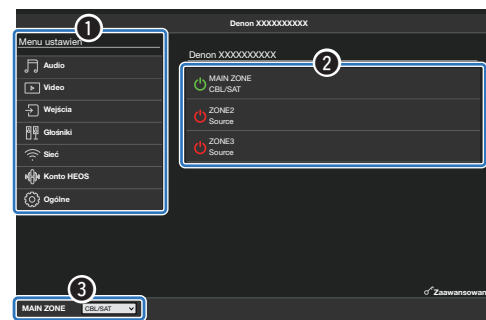 Denon XXXXXXXXXX
1
Menu ustawień
Audio
Video
Wejścia
Głośniki
Sieć
Konto HEOS
Ogólne
Denon XXXXXXXXXX
2
MAIN ZONE
CBL/SAT
ZONE2
Source
ZONE3
Source
3
Zaawansowan
MAIN ZONE CBL/SAT